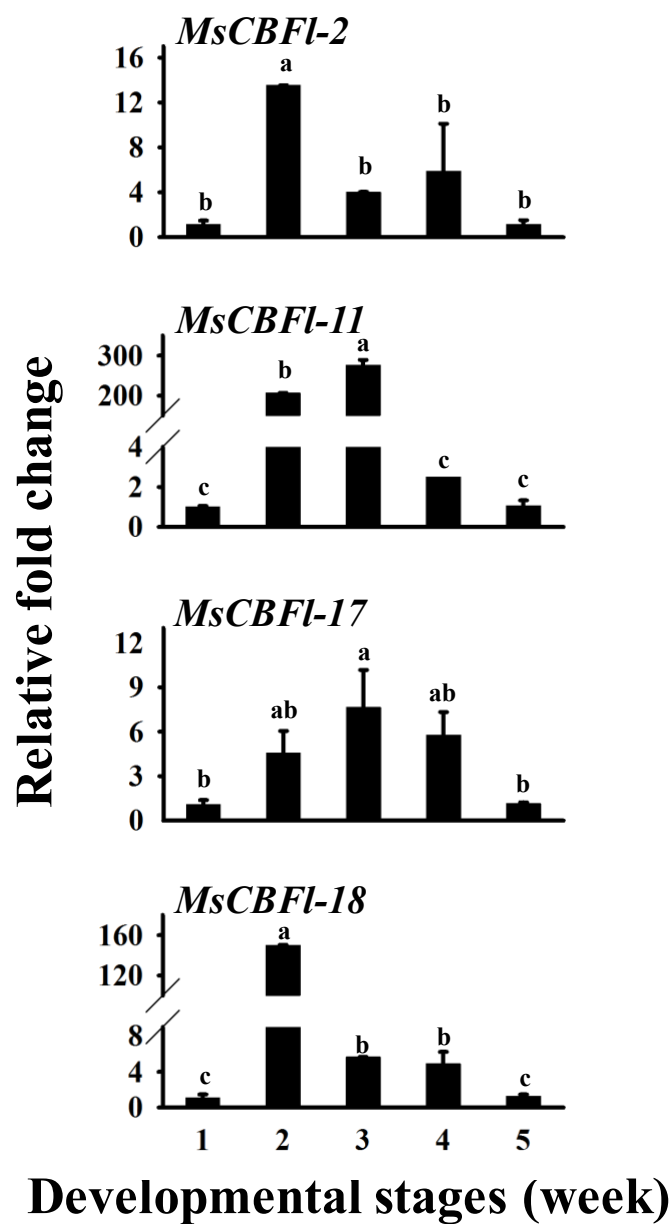 MsCBFl-2
16
12
8
4
0
b
a
b
b
b
MsCBFl-11
300
200
4
2
0
c
b
a
c
c
MsCBFl-17
12
9
6
3
0
b
ab
a
ab
b
MsCBFl-18
160
120
8
4
0
c
a
b
b
c
1 2 3 4 5
Relative fold change
Developmental stages (week)